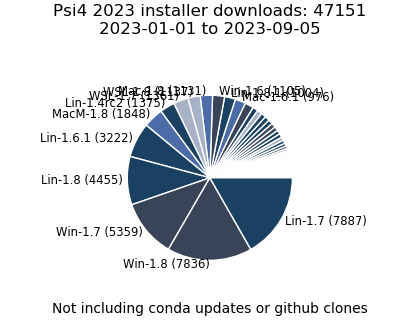 Psi4 2023 installer downloads: 47151
2023-01-01 to 2023-09-05
Win-1.6 (1105)
Mac-1.6.1 (976)
Lin-1.4rc2 (1375)
MacM-1.8 (1848)
Lin-1.6.1 (3222)
Lin-1.8 (4455)
Win-1.7 (5359)
Win-1.8 (7836)
Lin-1.7 (7887)
Not including conda updates or github clones